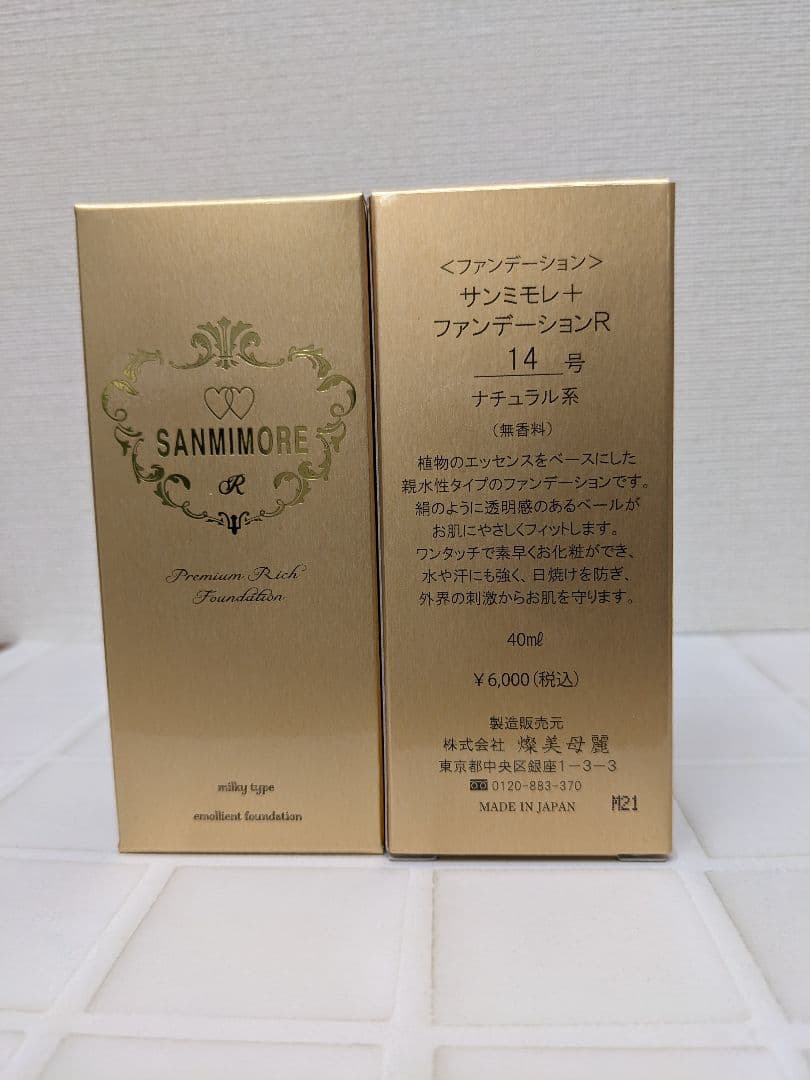 SANMIMORE
R
Premium Rich
Foundation
milky type
emollient foundation
<ファンデーション>
サンミモレ+
ファンデーションR
14 号
ナチュラル系
(無香料)
植物のエッセンスをベースにした
親水性タイプのファンデーションです。
絹のように透明感のあるベールが
お肌にやさしくフィットします。
ワンタッチで素早くお化粧ができ、
水や汗にも強く、日焼けを防ぎ、
外界の刺激からお肌を守ります。
40㎖
¥6,000(税込)
製造販売元
株式会社 燦美母麗
東京都中央区銀座1-3-3
0120-883-370
MADE IN JAPAN M21